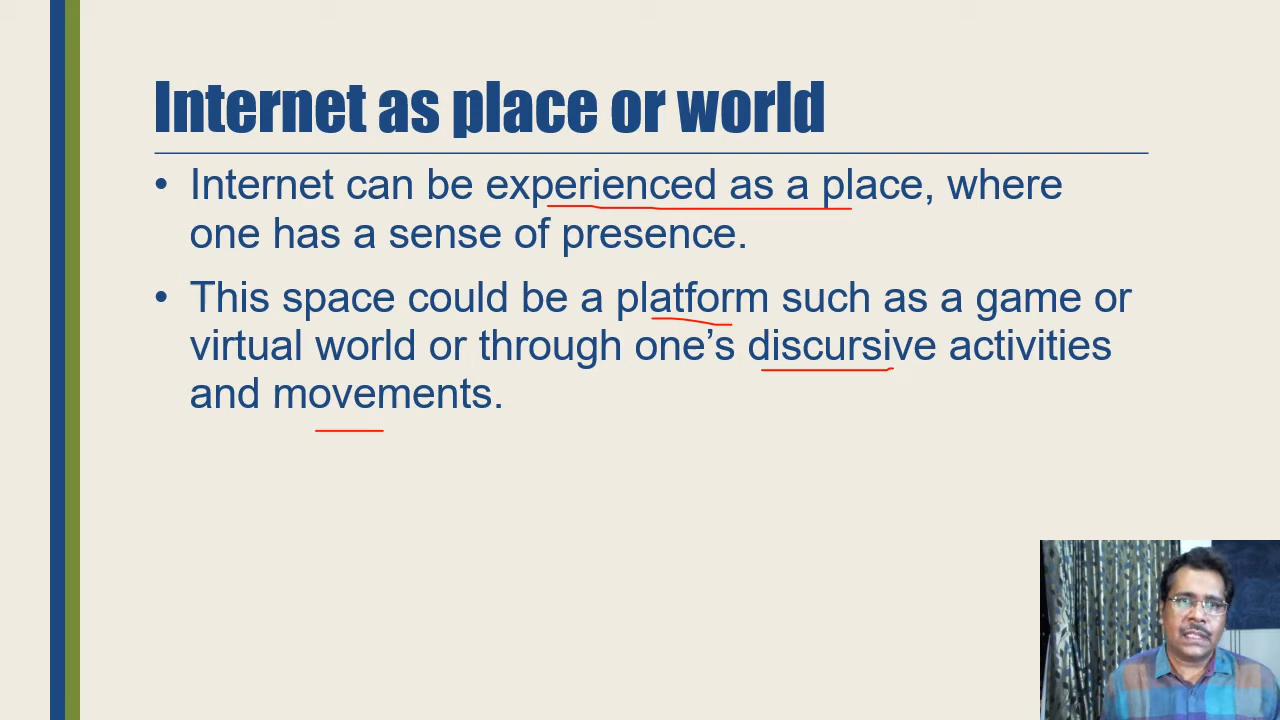 Internet as place or world
• Internet can be experienced as a place, where
one has a sense of presence.
• This space could be a platform such as a game or
virtual world or through one’s discursive activities
and movements.